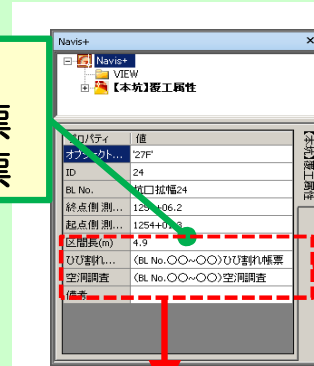 Navis+
Navis+
VIEW
【本坑】覆工属性
プロパティ 値
オブジェクト... '27F'
ID 24
BL No. 坑口拡幅24
終点側 測... 06.2
起点側 測... 1254+0
区間長(m) 4.9
ひび割れ... (BL No.〇〇~〇〇)ひび割れ帳票
空洞調査 (BL No.〇〇~〇〇)空洞調査
備考
【本坑】覆工属性